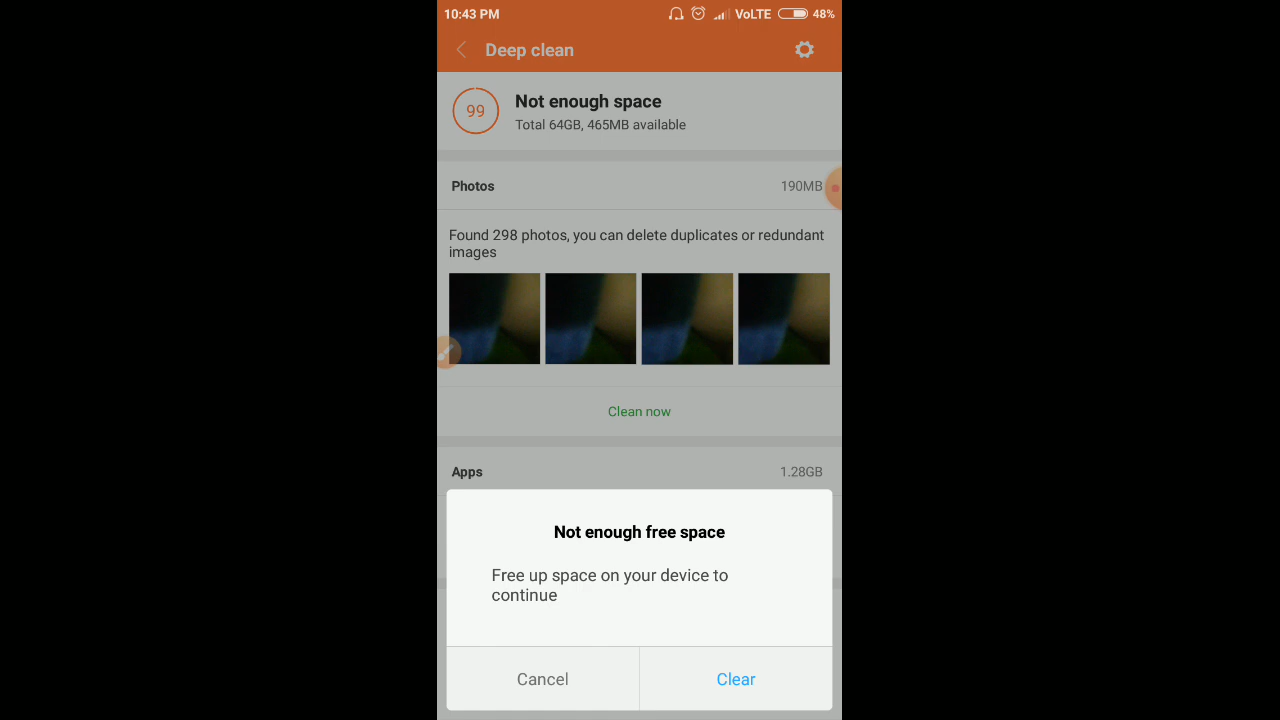 10:43 PM VoLTE 48%
Deep clean
99
Not enough space
Total 64GB, 465MB available
Photos 190MB
Found 298 photos, you can delete duplicates or redundant
images
Clean now
Apps 1.28GB
Not enough free space
Free up space on your device to
continue
Cancel Clear